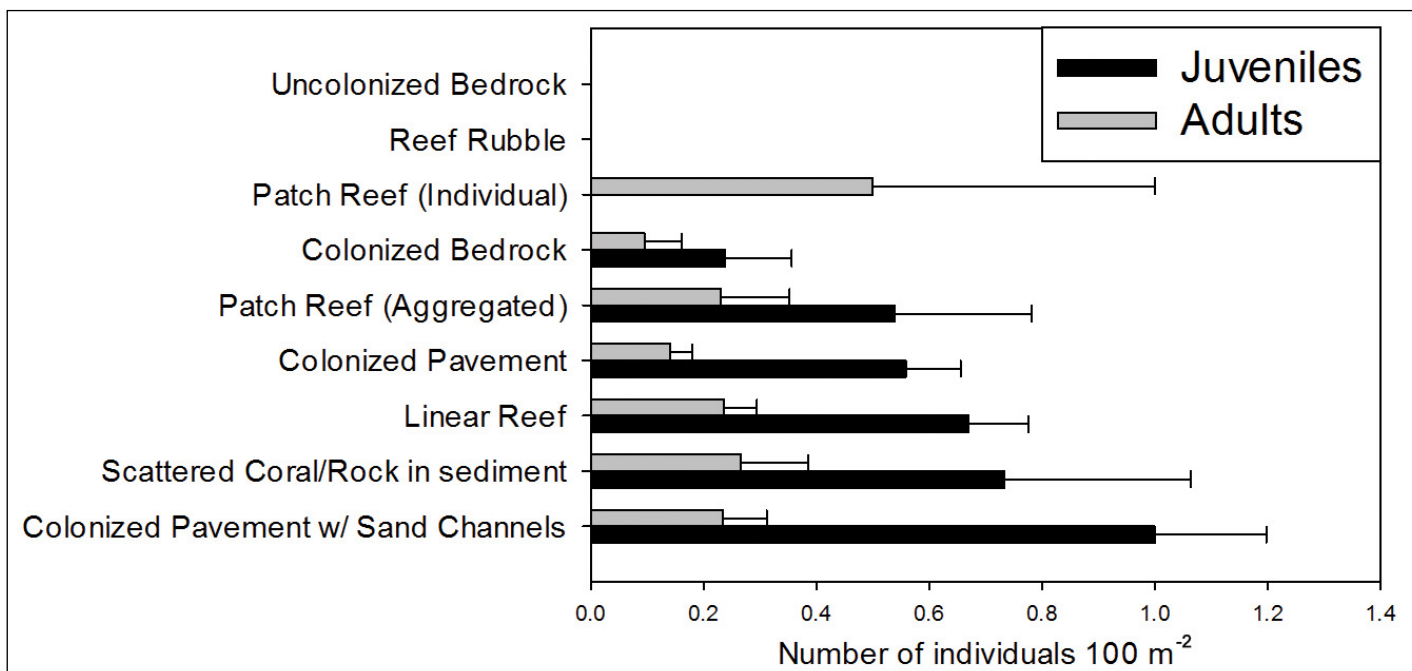 Juveniles
Adults
Uncolonized Bedrock
Reef Rubble
Patch Reef (Individual)
Colonized Bedrock
Patch Reef (Aggregated)
Colonized Pavement
Linear Reef
Scattered Coral/Rock in sediment
Colonized Pavement w/ Sand Channels
0.0 0.2 0.4 0.6 0.8 1.0 1.2 1.4
Number of individuals 100 m⁻²